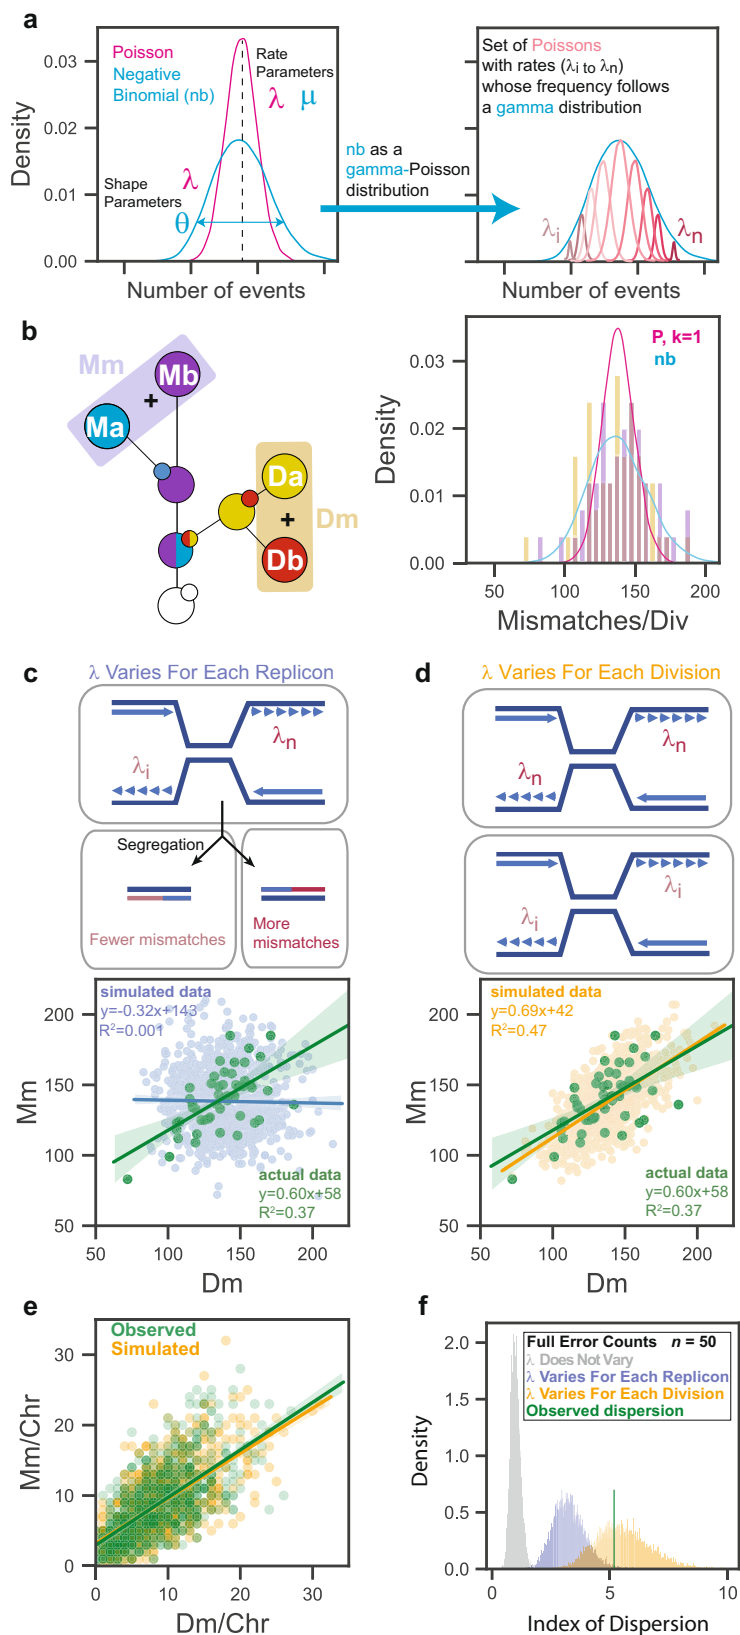 a
Poisson
Negative
Binomial (nb)
Rate
Parameters
λ μ
Shape
Parameters
λ
θ
0.03
0.02
0.01
0.00
Density
Number of events
nb as a
gamma-Poisson
distribution
Set of Poissons
with rates (λi to λn)
whose frequency follows
a gamma distribution
λi
λn
Number of events
b
Mm
Mb
+
Ma
Da
+
Dm
Db
P, k=1
nb
0.03
0.02
0.01
0.00
Density
50 100 150 200
Mismatches/Div
c
λ Varies For Each Replicon
λn
λi
Segregation
Fewer mismatches
More
mismatches
simulated data
y=-0.32x+143
R²=0.001
actual data
y=0.60x+58
R²=0.37
200
150
100
50
Mm
50 100 150 200
Dm
d
λ Varies For Each Division
λn
λn
λi
λi
simulated data
y=0.69x+42
R²=0.47
actual data
y=0.60x+58
R²=0.37
200
150
100
50
Mm
50 100 150 200
Dm
e
Observed
Simulated
30
20
10
0
Mm/Chr
0 10 20 30
Dm/Chr
f
Full Error Counts n = 50
λ Does Not Vary
λ Varies For Each Replicon
λ Varies For Each Division
Observed dispersion
2.0
1.5
1.0
0.5
0.0
Density
0 5 10
Index of Dispersion